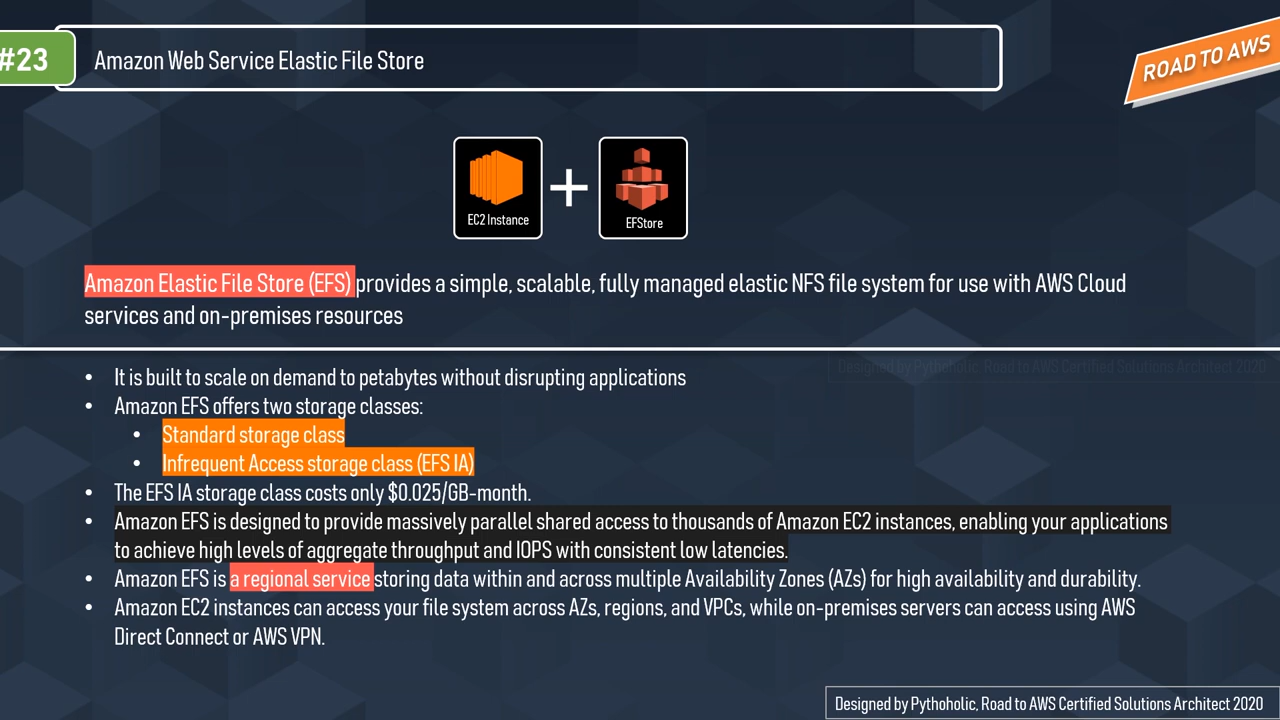 #23
Amazon Web Service Elastic File Store
ROAD TO AWS
EC2 Instance
EFStore
Amazon Elastic File Store (EFS) provides a simple, scalable, fully managed elastic NFS file system for use with AWS Cloud
services and on-premises resources
Designed by Pythoholic, Road to AWS Certified Solutions Architect 2020
• It is built to scale on demand to petabytes without disrupting applications
• Amazon EFS offers two storage classes:
• Standard storage class
• Infrequent Access storage class (EFS IA)
• The EFS IA storage class costs only $0.025/GB-month.
• Amazon EFS is designed to provide massively parallel shared access to thousands of Amazon EC2 instances, enabling your applications
to achieve high levels of aggregate throughput and IOPS with consistent low latencies.
• Amazon EFS is a regional service storing data within and across multiple Availability Zones (AZs) for high availability and durability.
• Amazon EC2 instances can access your file system across AZs, regions, and VPCs, while on-premises servers can access using AWS
Direct Connect or AWS VPN.
Designed by Pythoholic, Road to AWS Certified Solutions Architect 2020